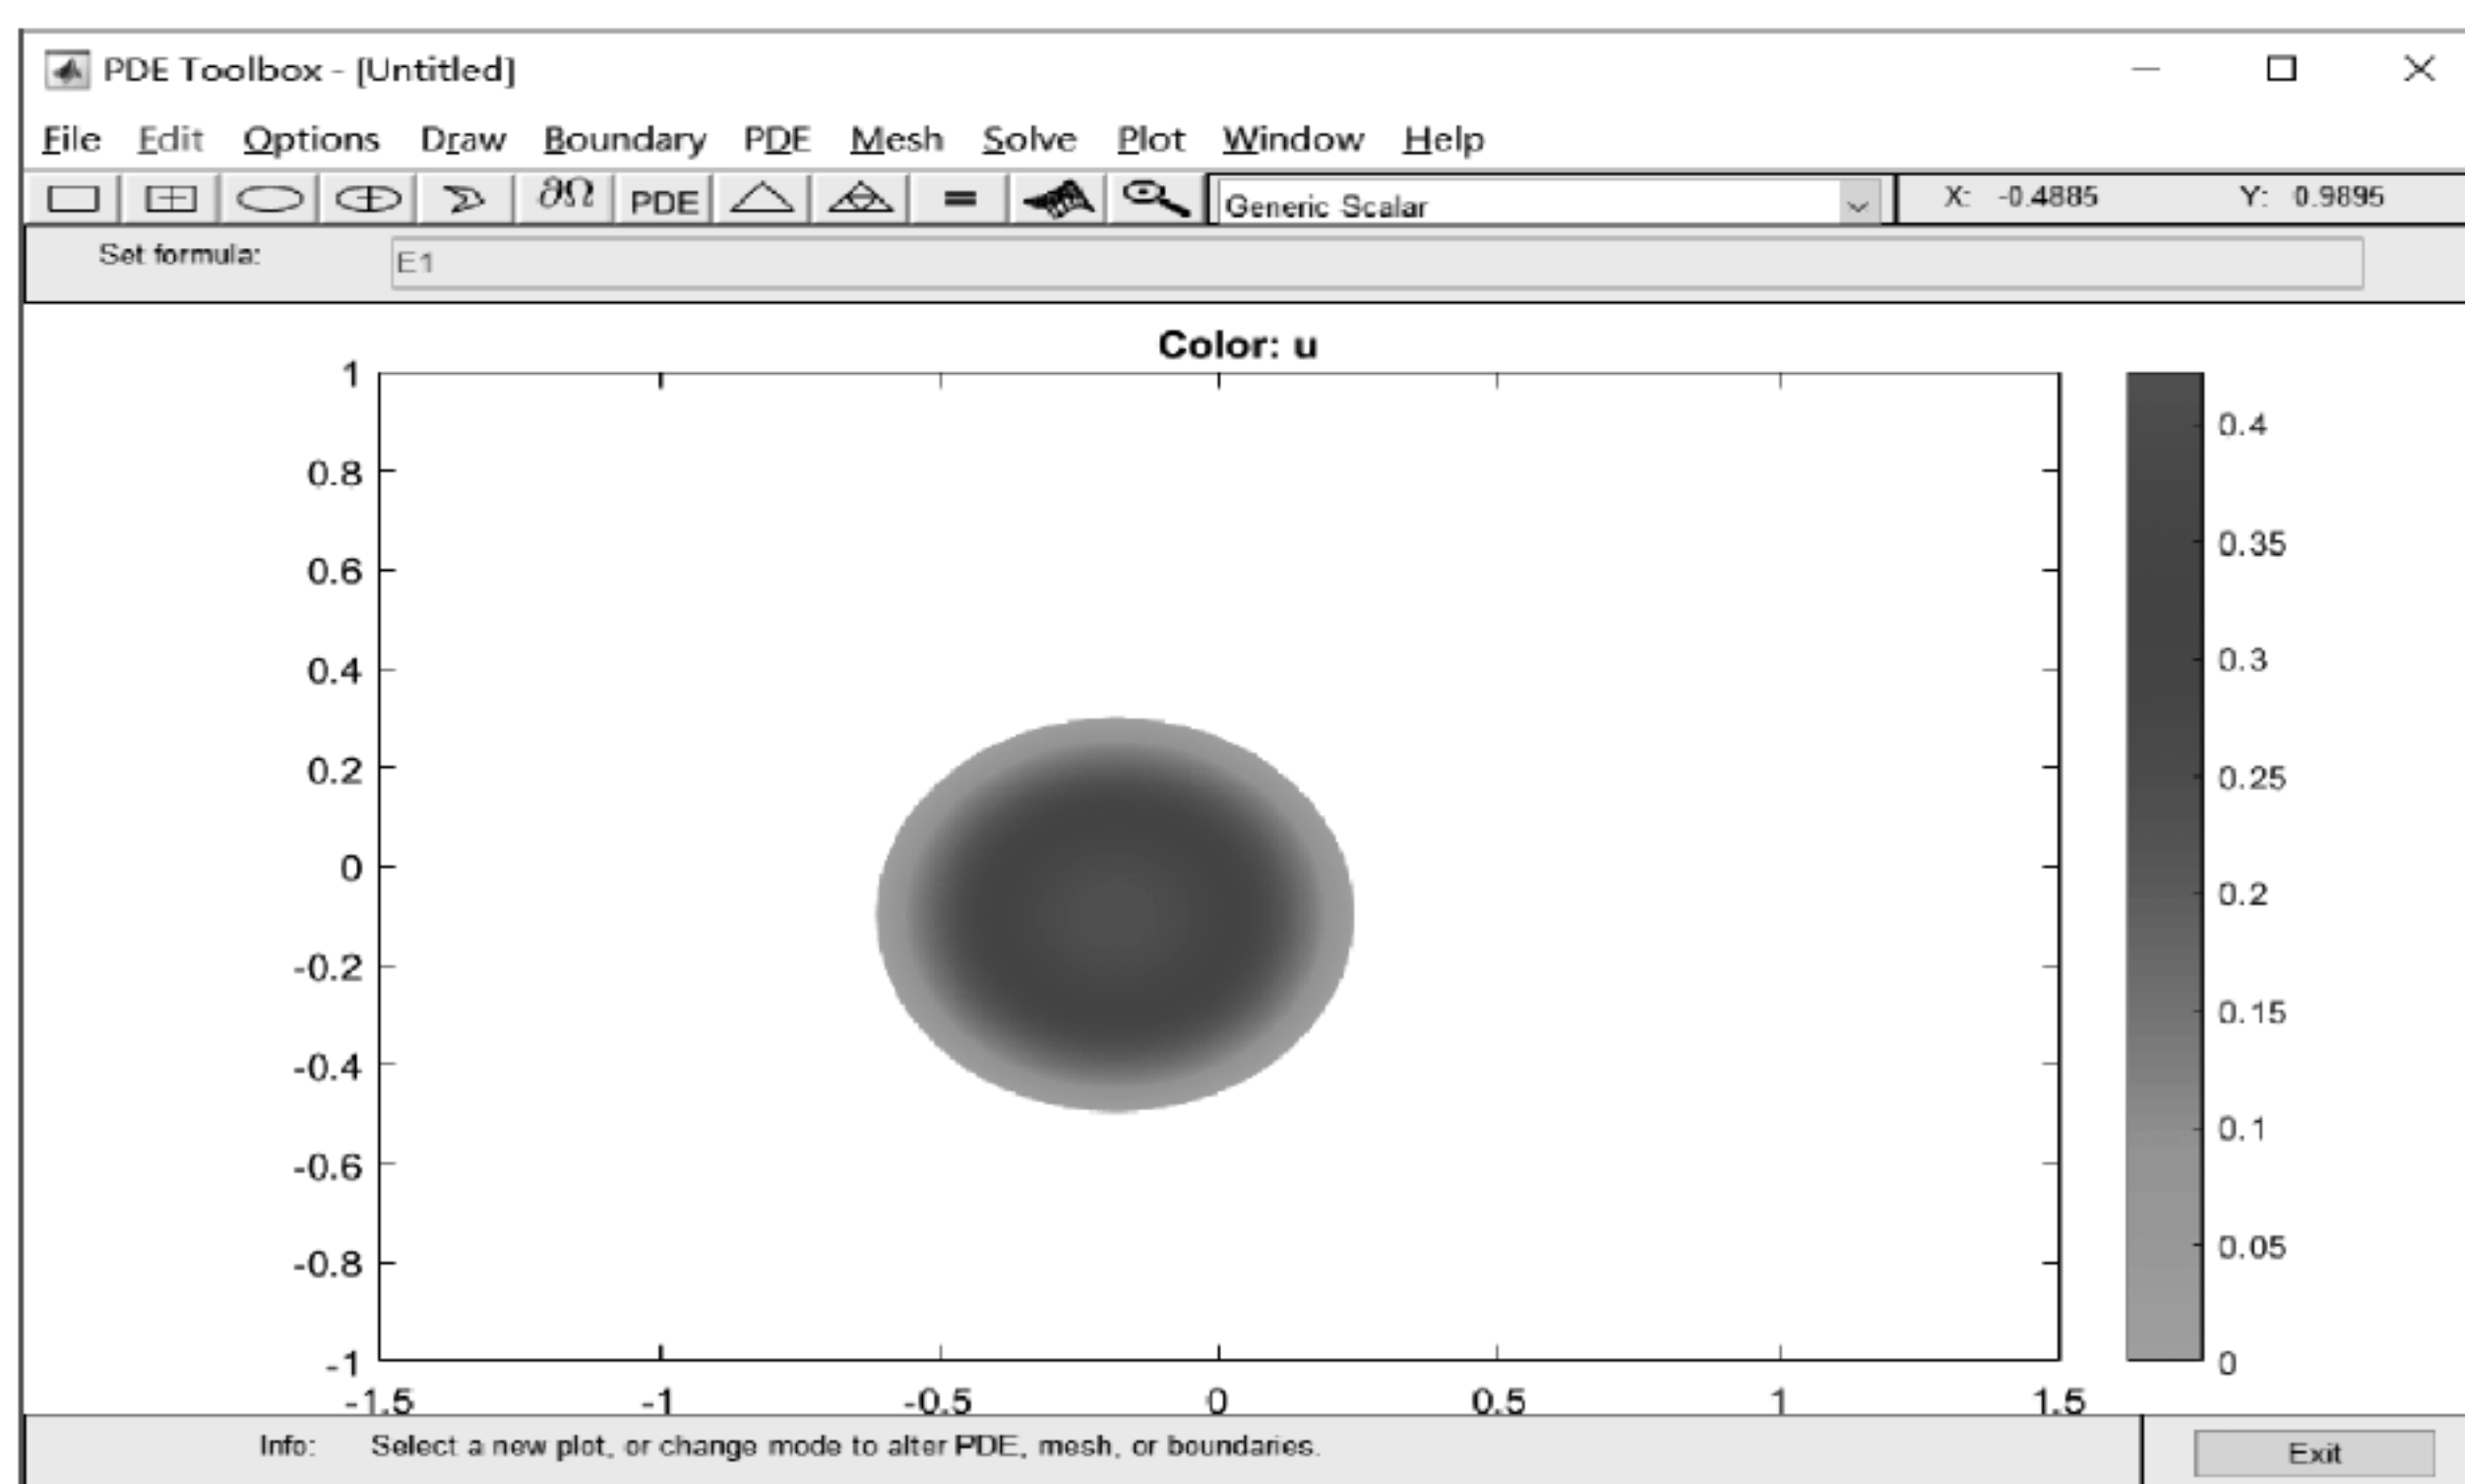 PDE Toolbox - [Untitled]
File Edit Options Draw Boundary PDE Mesh Solve Plot Window Help
∂Ω PDE = Generic Scalar X: -0.4885 Y: 0.9895
Set formula: E1
Color: u
1
0.8
0.6
0.4
0.2
0
-0.2
-0.4
-0.6
-0.8
-1
-1.5 -1 -0.5 0 0.5 1 1.5
0.4
0.35
0.3
0.25
0.2
0.15
0.1
0.05
0
Info: Select a new plot, or change mode to alter PDE, mesh, or boundaries.
Exit